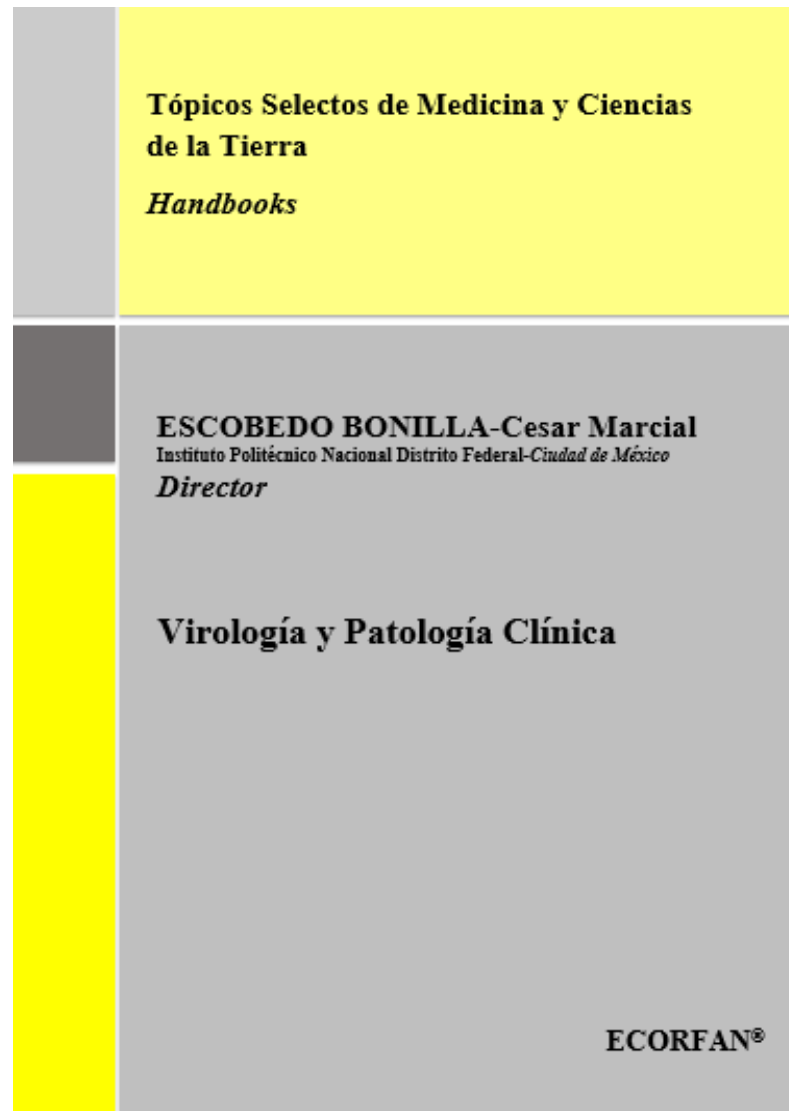 Tópicos Selectos de Medicina y Ciencias
de la Tierra
Handbooks
ESCOBEDO BONILLA-Cesar Marcial
Instituto Politécnico Nacional Distrito Federal-Ciudad de México
Director
Virología y Patología Clínica
ECORFAN®